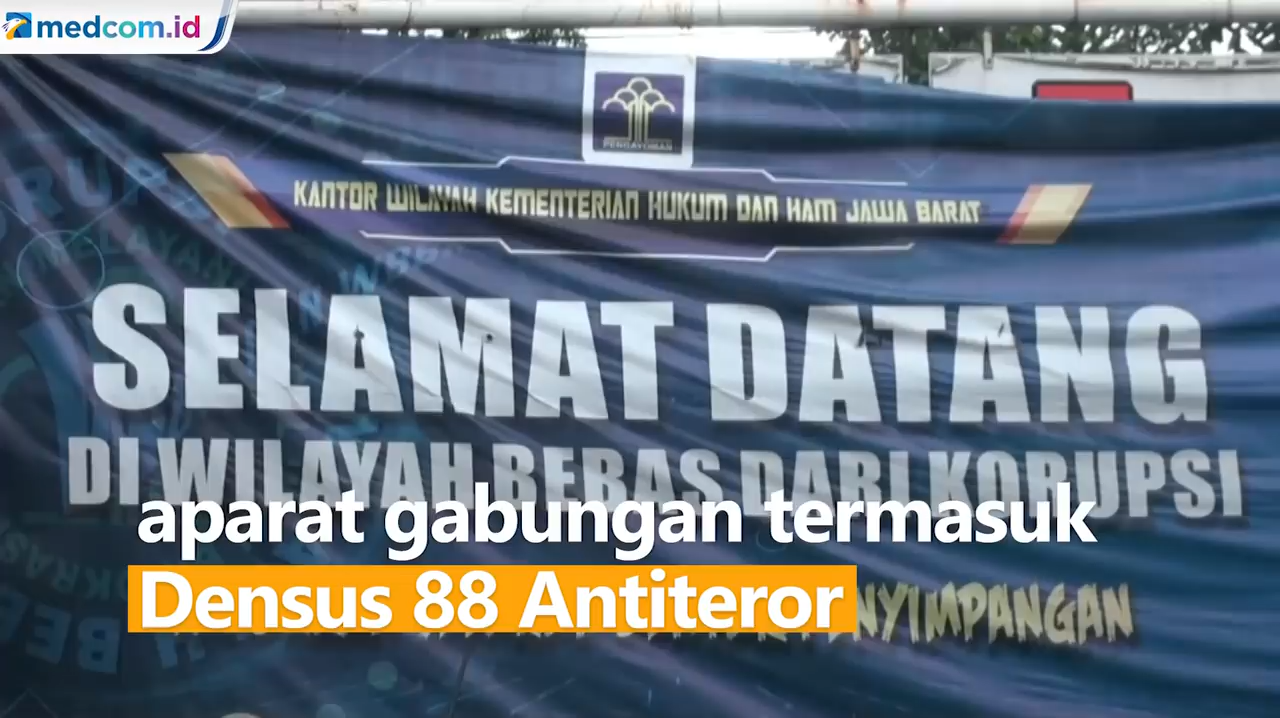 medcom.id
PENGAYOMAN
KANTOR WILAYAH KEMENTERIAN HUKUM DAN HAM JAWA BARAT
SELAMAT DATANG
DI WILAYAH BEBAS DARI KORUPSI
aparat gabungan termasuk
Densus 88 Antiteror